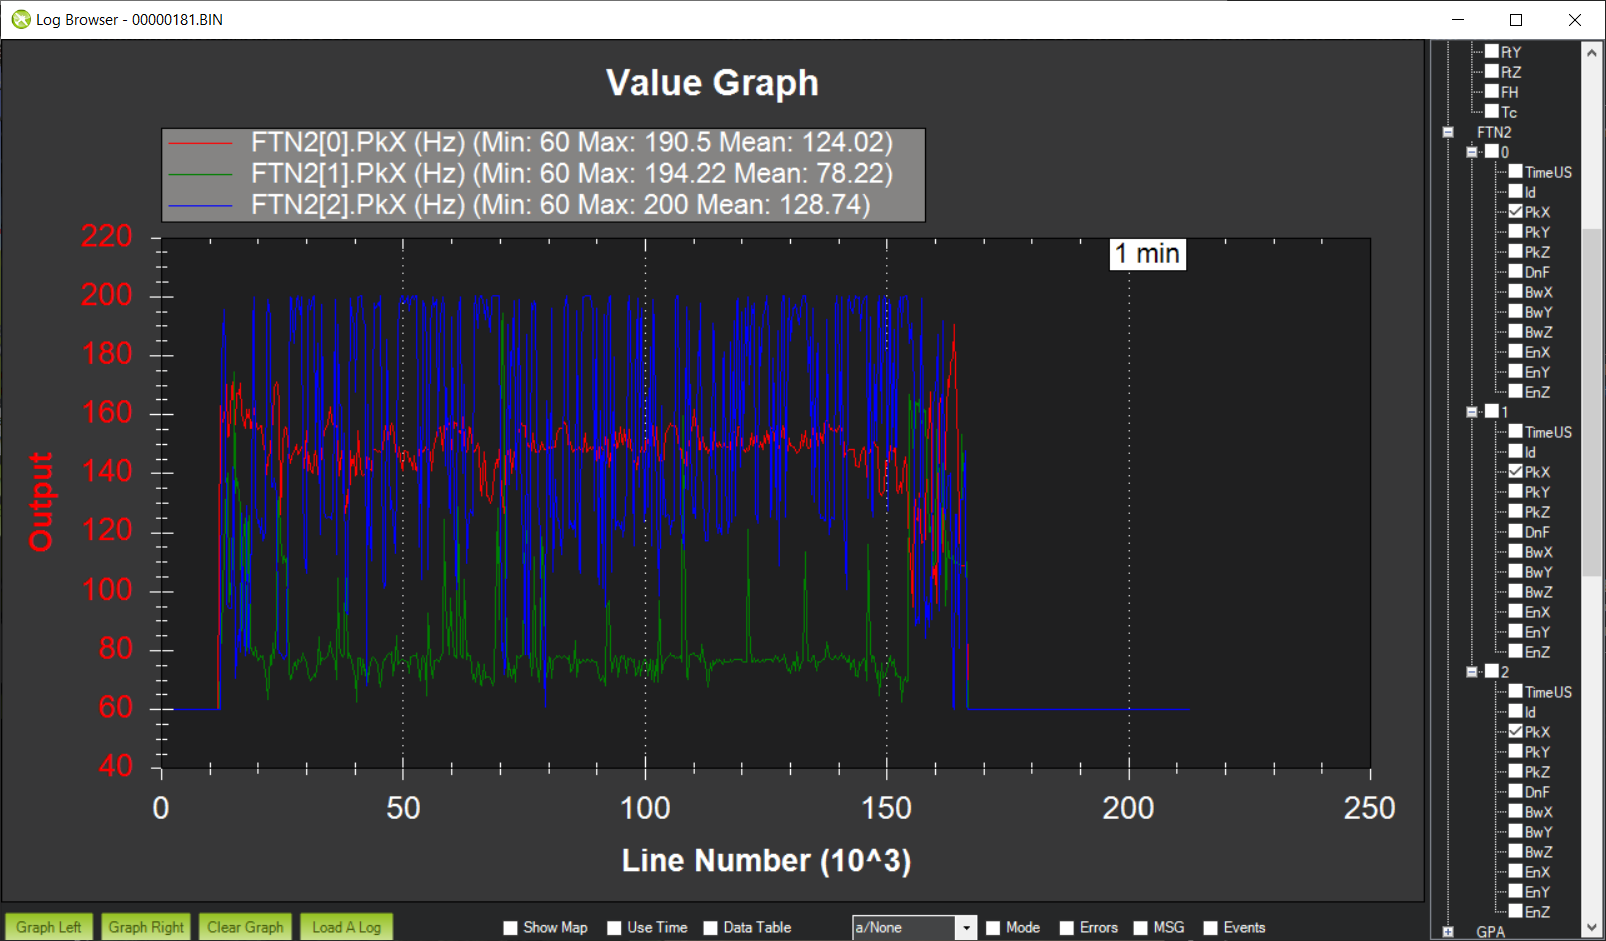 Log Browser - 00000181.BIN
Value Graph
FTN2[0].PkX (Hz) (Min: 60 Max: 190.5 Mean: 124.02)
FTN2[1].PkX (Hz) (Min: 60 Max: 194.22 Mean: 78.22)
FTN2[2].PkX (Hz) (Min: 60 Max: 200 Mean: 128.74)
220
200
180
160
140
120
100
80
60
40
Output
1 min
0 50 100 150 200 250
Line Number (10^3)
Graph Left Graph Right Clear Graph Load A Log Show Map Use Time Data Table a/None Mode Errors MSG Events
FtY
FtZ
FH
Tc
FTN2
0
TimeUS
Id
PkX
PkY
PkZ
DnF
BwX
BwY
BwZ
EnX
EnY
EnZ
1
TimeUS
Id
PkX
PkY
PkZ
DnF
BwX
BwY
BwZ
EnX
EnY
EnZ
2
TimeUS
Id
PkX
PkY
PkZ
DnF
BwX
BwY
BwZ
EnX
EnY
EnZ
GPA